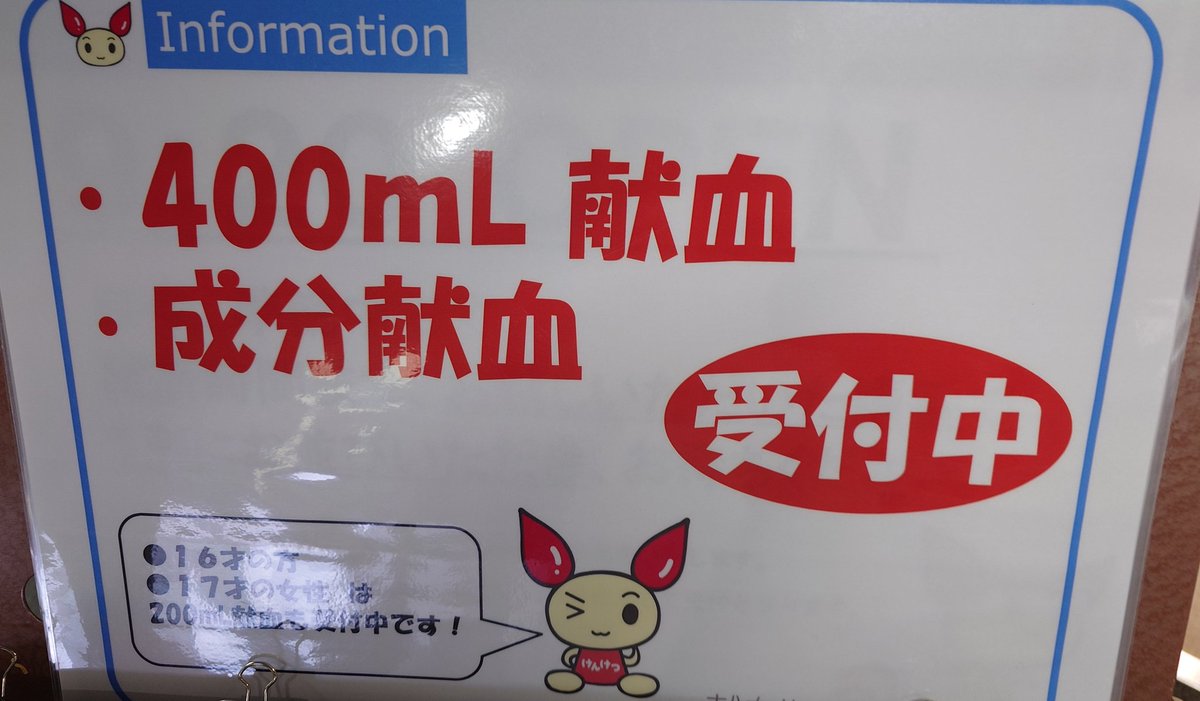 Information
・400mL 献血
・成分献血
受付中
●16才の方
●17才の女性 は
200mL献血も受付中です！
けんけつ